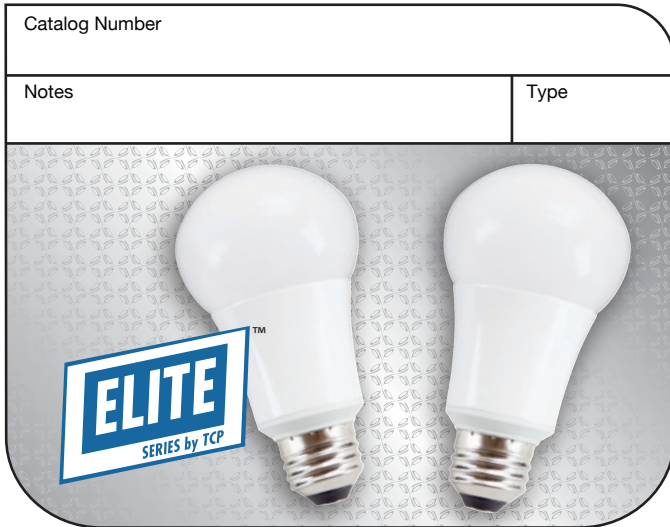 Catalog Number
Notes
Type
ELITE
™
SERIES by TCP